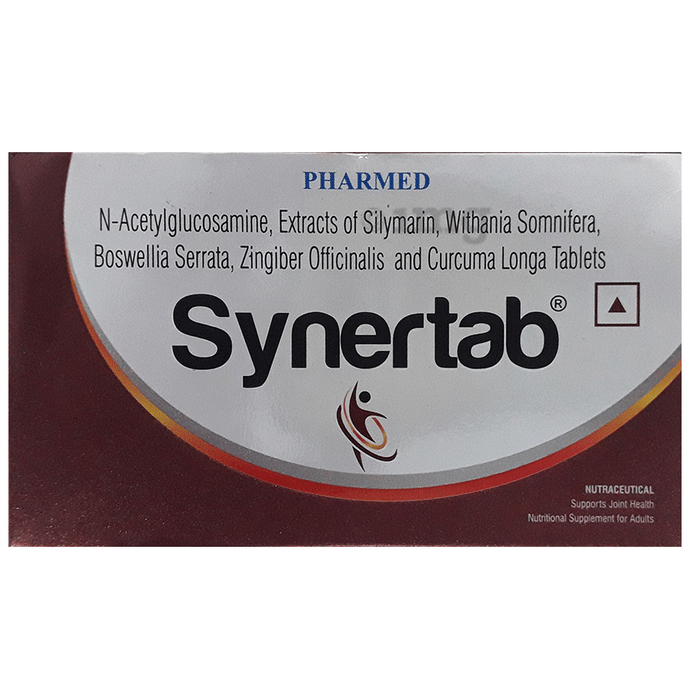 PHARMED
N-Acetylglucosamine, Extracts of Silymarin, Withania Somnifera,
Boswellia Serrata, Zingiber Officinalis and Curcuma Longa Tablets
Synertab®
NUTRACEUTICAL
Supports Joint Health
Nutritional Supplement for Adults